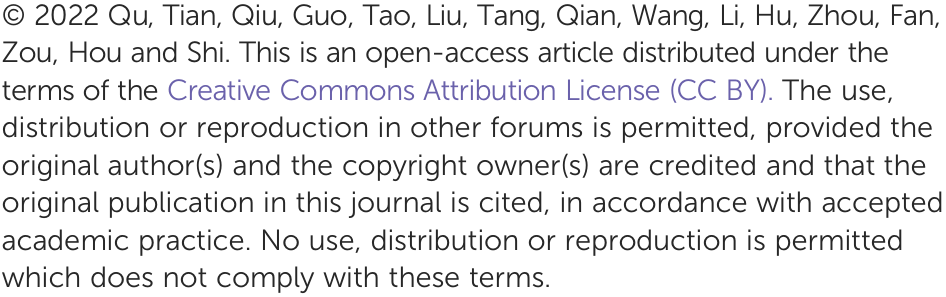 © 2022 Qu, Tian, Qiu, Guo, Tao, Liu, Tang, Qian, Wang, Li, Hu, Zhou, Fan,
Zou, Hou and Shi. This is an open-access article distributed under the
terms of the Creative Commons Attribution License (CC BY). The use,
distribution or reproduction in other forums is permitted, provided the
original author(s) and the copyright owner(s) are credited and that the
original publication in this journal is cited, in accordance with accepted
academic practice. No use, distribution or reproduction is permitted
which does not comply with these terms.